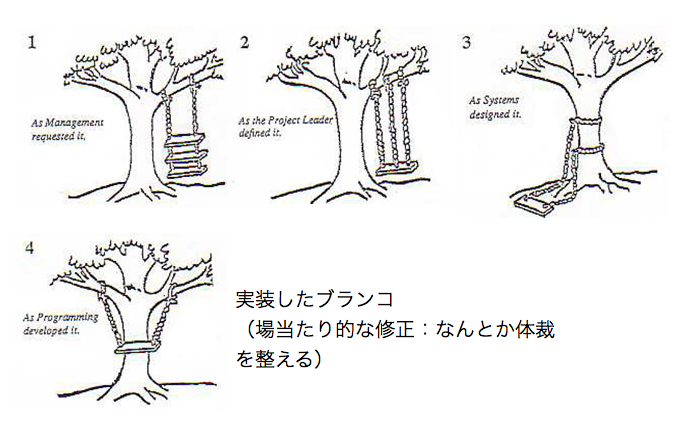 1
As Management
requested it.
2
As the Project Leader
defined it.
3
As Systems
designed it.
4
As Programming
developed it.
実装したブランコ
（場当たり的な修正：なんとか体裁
を整える）